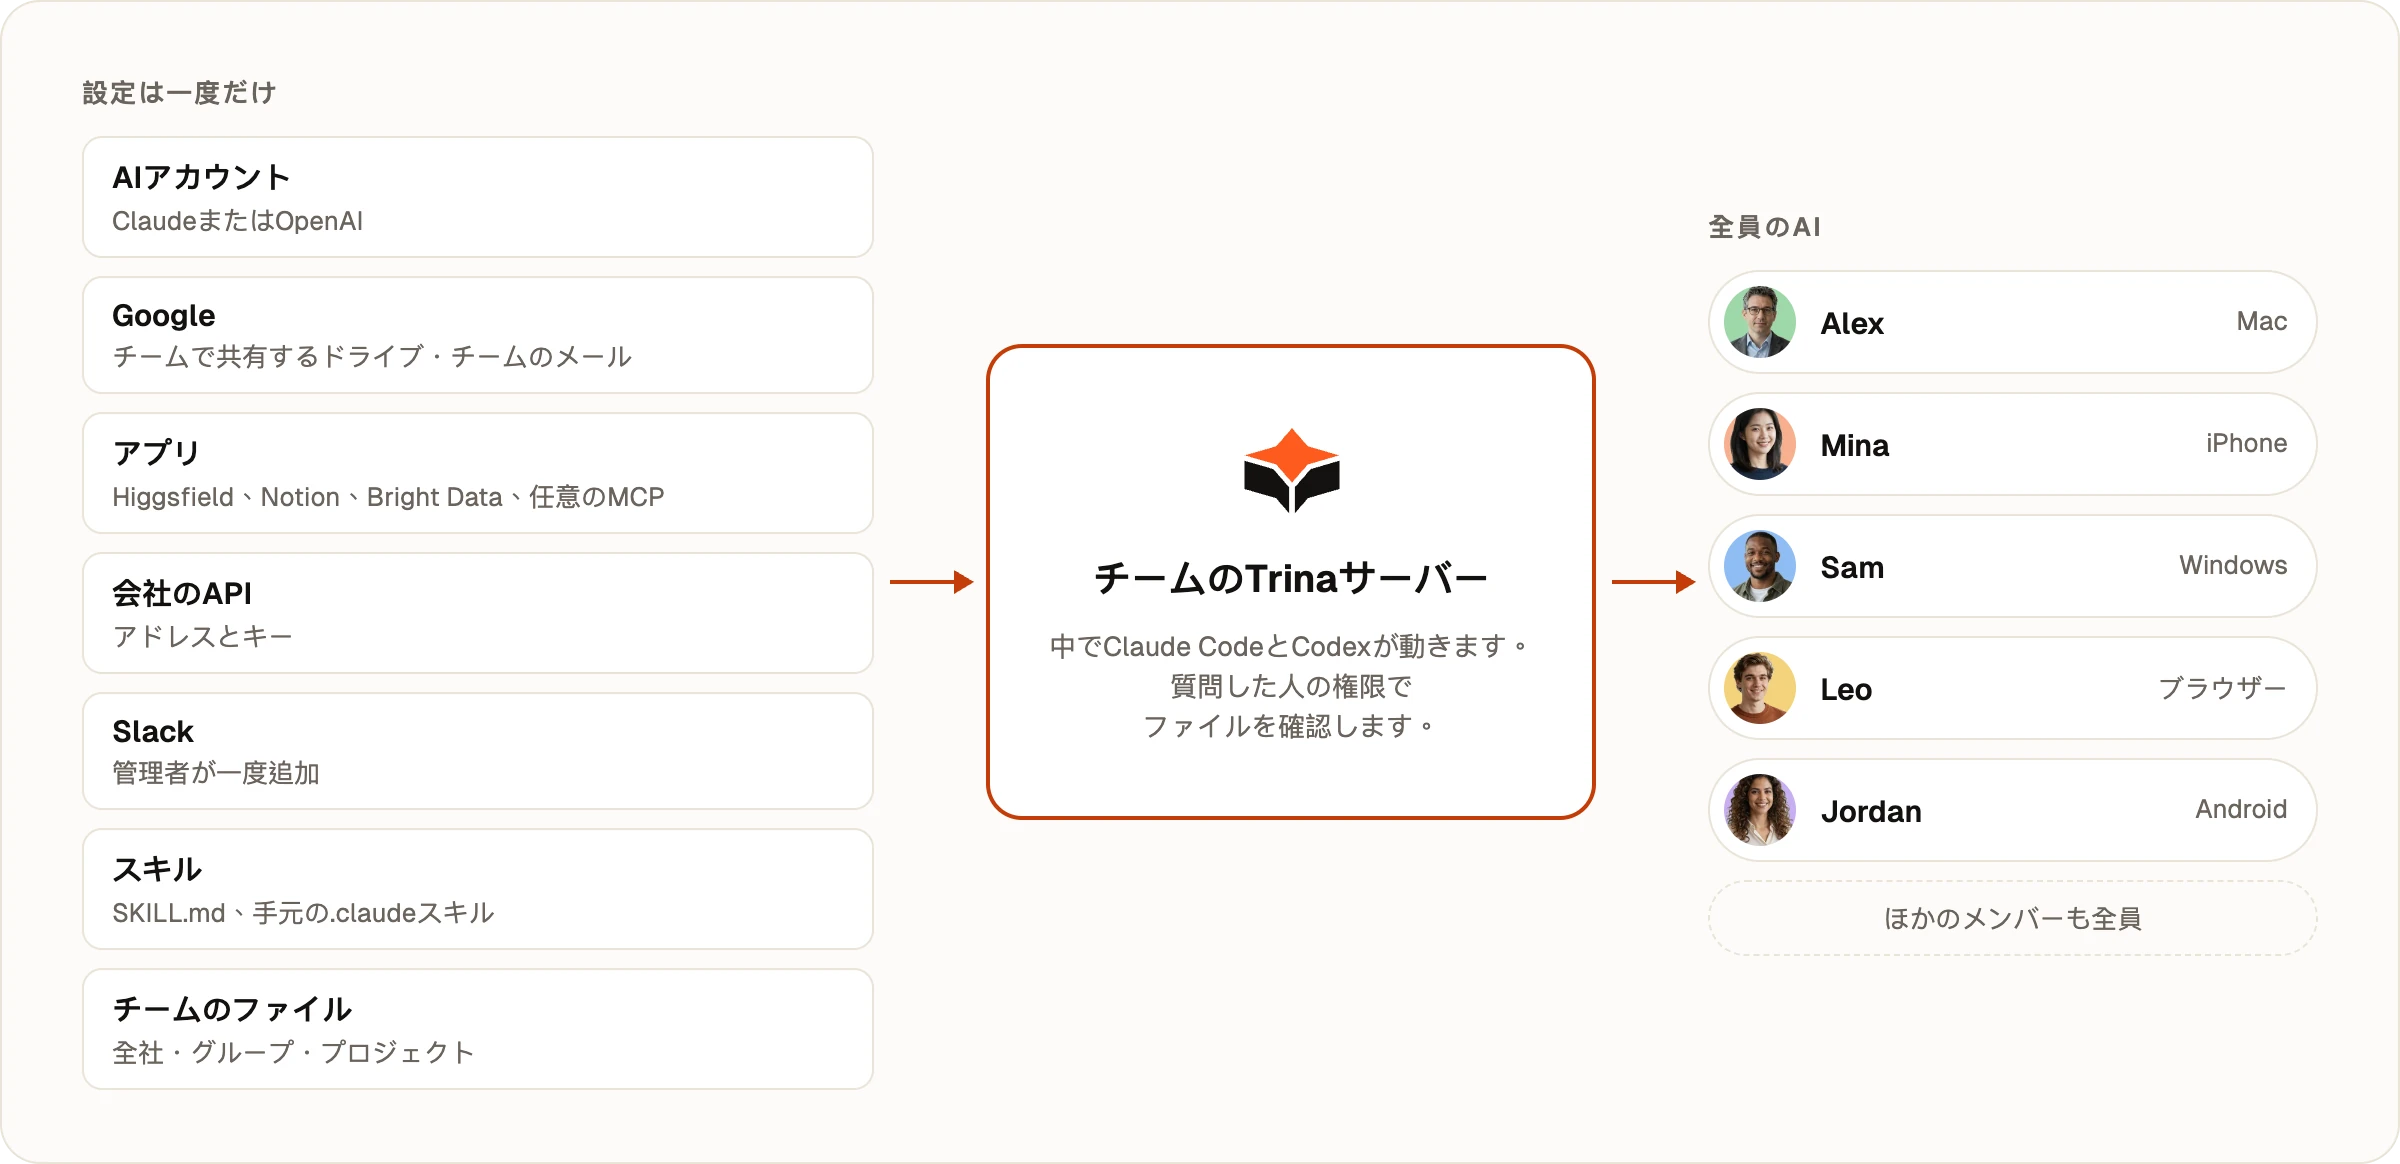 設定は一度だけ
AIアカウント
ClaudeまたはOpenAI
Google
チームで共有するドライブ・チームのメール
アプリ
Higgsfield、Notion、Bright Data、任意のMCP
会社のAPI
アドレスとキー
Slack
管理者が一度追加
スキル
SKILL.md、手元の.claudeスキル
チームのファイル
全社・グループ・プロジェクト
チームのTrinaサーバー
中でClaude CodeとCodexが動きます。
質問した人の権限で
ファイルを確認します。
全員のAI
Alex Mac
Mina iPhone
Sam Windows
Leo ブラウザー
Jordan Android
ほかのメンバーも全員